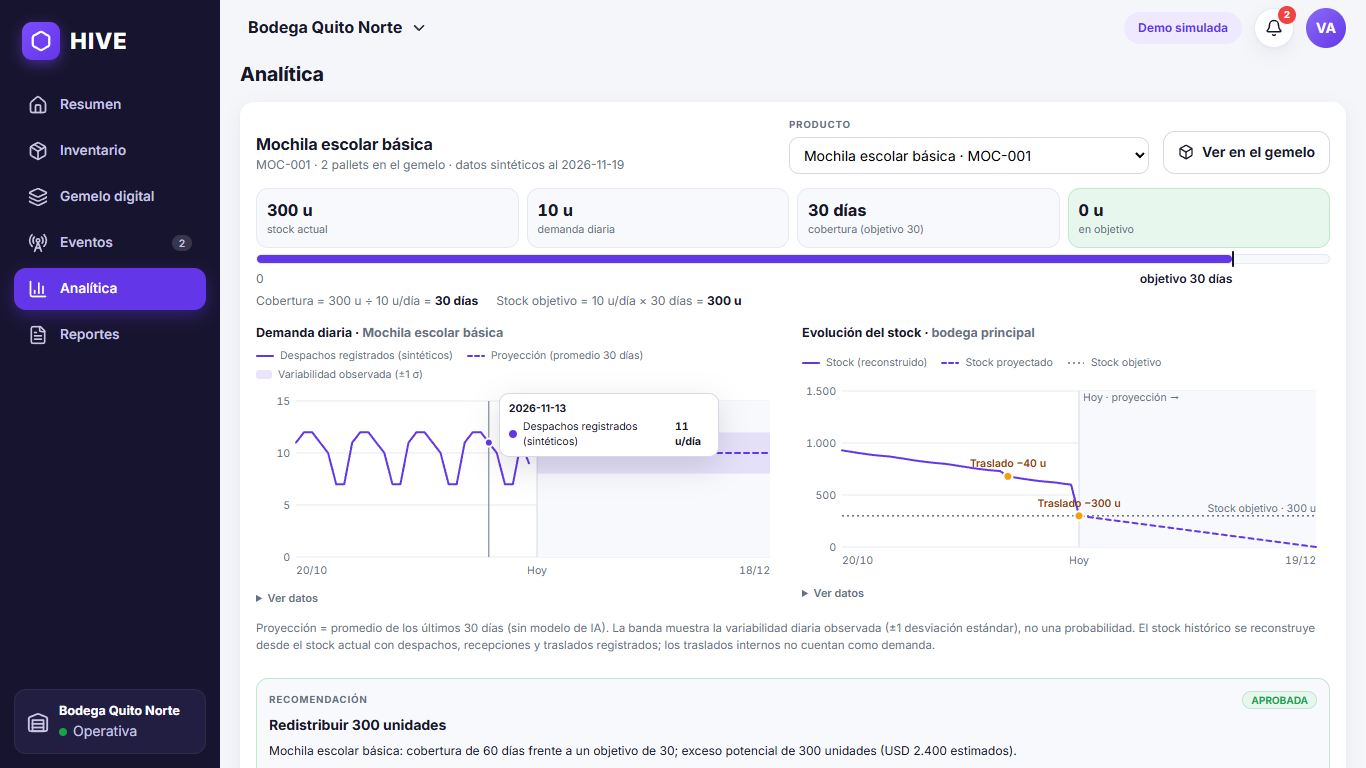 HIVE
Resumen
Inventario
Gemelo digital
Eventos
2
Analítica
Reportes
Bodega Quito Norte
Operativa
Bodega Quito Norte
Demo simulada
2
VA
Analítica
Mochila escolar básica
MOC-001 · 2 pallets en el gemelo · datos sintéticos al 2026-11-19
PRODUCTO
Mochila escolar básica · MOC-001
Ver en el gemelo
300 u
stock actual
10 u
demanda diaria
30 días
cobertura (objetivo 30)
0 u
en objetivo
0
objetivo 30 días
Cobertura = 300 u ÷ 10 u/día = 30 días
Stock objetivo = 10 u/día × 30 días = 300 u
Demanda diaria · Mochila escolar básica
Despachos registrados (sintéticos)
Proyección (promedio 30 días)
Variabilidad observada (±1 σ)
15
10
5
0
20/10
Hoy
18/12
2026-11-13
Despachos registrados (sintéticos)
11 u/día
Ver datos
Evolución del stock · bodega principal
Stock (reconstruido)
Stock proyectado
Stock objetivo
1.500
1.000
500
0
Hoy · proyección →
Traslado −40 u
Traslado −300 u
Stock objetivo · 300 u
20/10
Hoy
19/12
Ver datos
Proyección = promedio de los últimos 30 días (sin modelo de IA). La banda muestra la variabilidad diaria observada (±1 desviación estándar), no una probabilidad. El stock histórico se reconstruye
desde el stock actual con despachos, recepciones y traslados registrados; los traslados internos no cuentan como demanda.
RECOMENDACIÓN
APROBADA
Redistribuir 300 unidades
Mochila escolar básica: cobertura de 60 días frente a un objetivo de 30; exceso potencial de 300 unidades (USD 2.400 estimados).